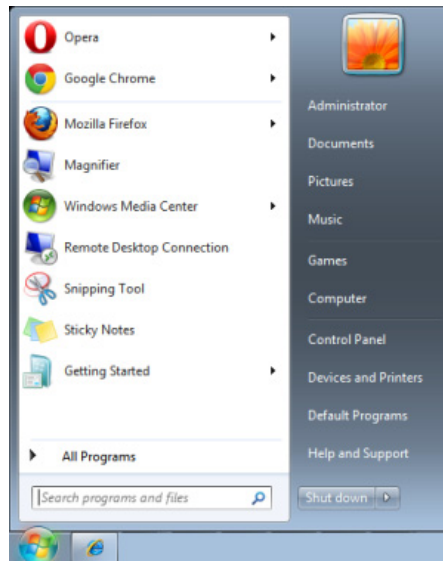 Opera
Google Chrome
Mozilla Firefox
Magnifier
Windows Media Center
Remote Desktop Connection
Snipping Tool
Sticky Notes
Getting Started
All Programs
Search programs and files
Administrator
Documents
Pictures
Music
Games
Computer
Control Panel
Devices and Printers
Default Programs
Help and Support
Shut down